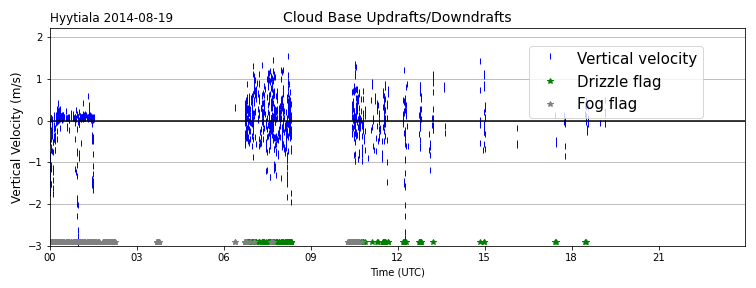 Hyytiala 2014-08-19
Cloud Base Updrafts/Downdrafts
Vertical Velocity (m/s)
2
1
0
−1
−2
−3
Vertical velocity
Drizzle flag
Fog flag
00 03 06 09 12 15 18 21
Time (UTC)